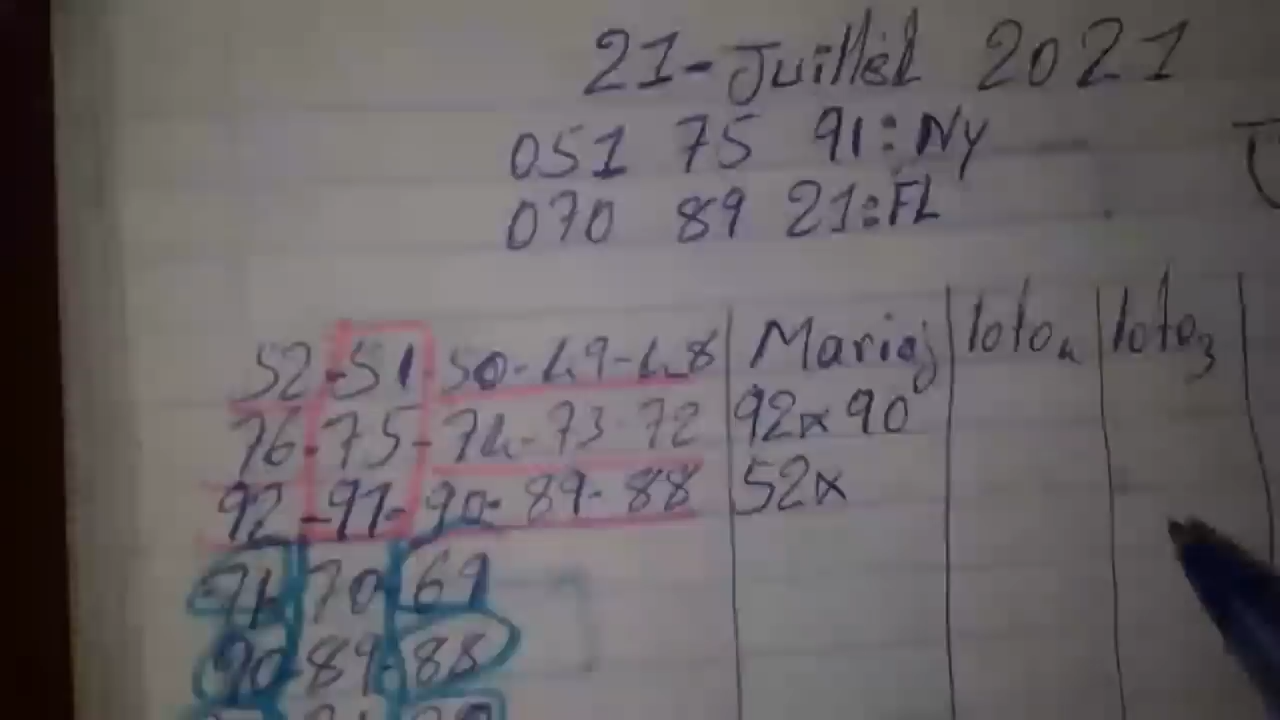 21-Juillet 2021
051 75 91:NY
070 89 21:FL
52-51-50-49-48 Mariaj loto4 loto3
76-75-74-73-72 92x90
92-91-90-89-88 52x
71 70 69
90-89-88